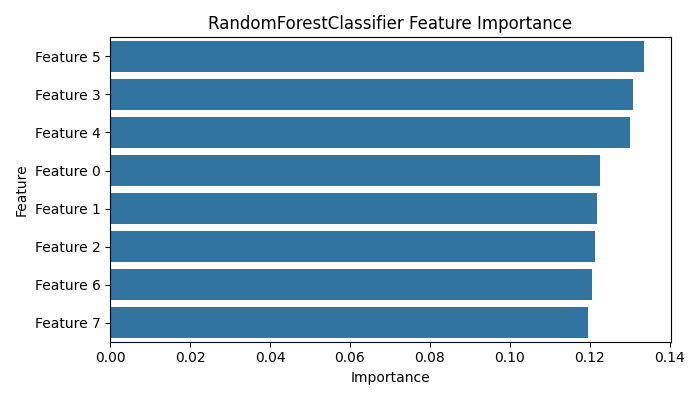 RandomForestClassifier Feature Importance
Feature
Feature 5
Feature 3
Feature 4
Feature 0
Feature 1
Feature 2
Feature 6
Feature 7
0.00 0.02 0.04 0.06 0.08 0.10 0.12 0.14
Importance